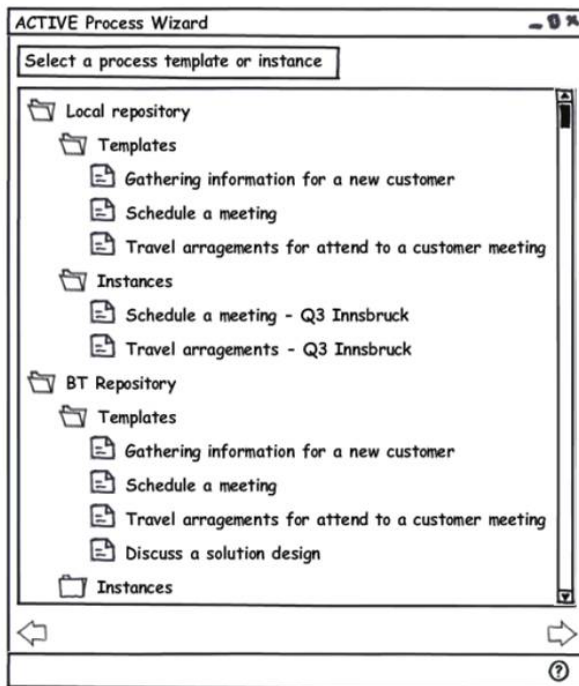 ACTIVE Process Wizard
Select a process template or instance
Local repository
Templates
Gathering information for a new customer
Schedule a meeting
Travel arragements for attend to a customer meeting
Instances
Schedule a meeting - Q3 Innsbruck
Travel arragements - Q3 Innsbruck
BT Repository
Templates
Gathering information for a new customer
Schedule a meeting
Travel arragements for attend to a customer meeting
Discuss a solution design
Instances
?